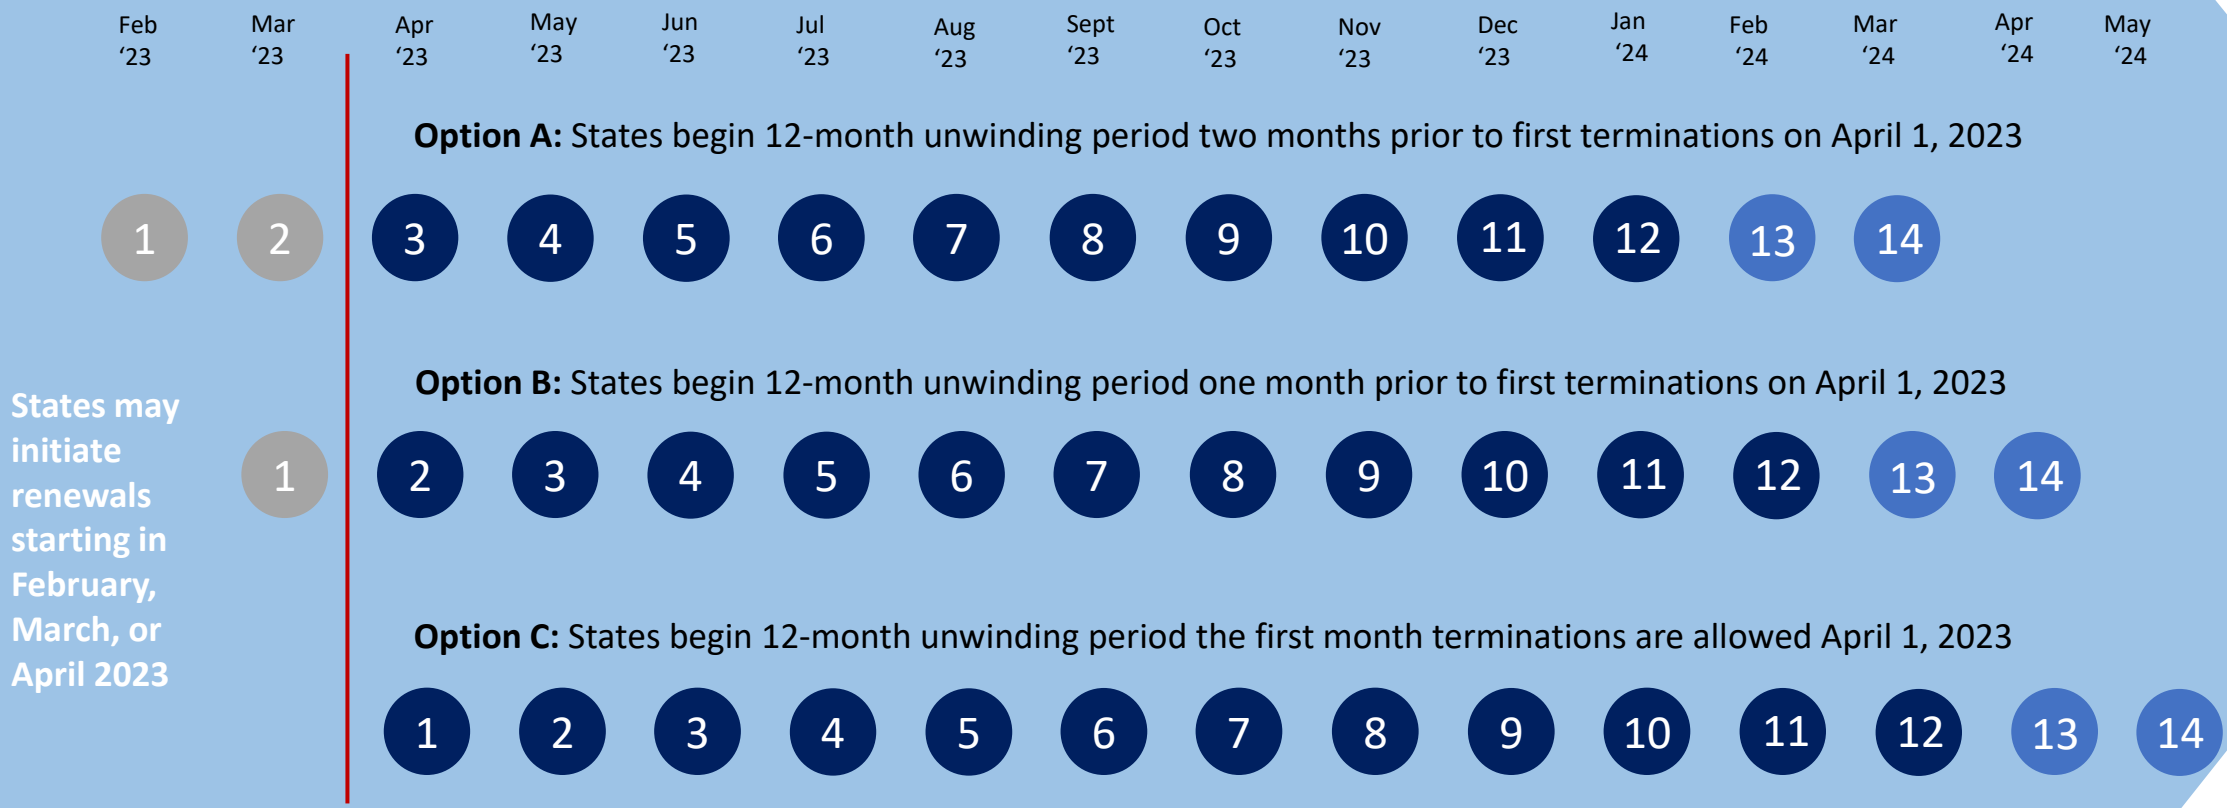 Feb Mar Apr May Jun Jul Aug Sept Oct Nov Dec Jan Feb Mar Apr May
‘23 ‘23 ‘23 ‘23 ‘23 ‘23 ‘23 ‘23 ‘23 ‘23 ‘23 ‘24 ‘24 ‘24 ‘24 ‘24
Option A: States begin 12-month unwinding period two months prior to first terminations on April 1, 2023
1 2 3 4 5 6 7 8 9 10 11 12 13 14
Option B: States begin 12-month unwinding period one month prior to first terminations on April 1, 2023
1 2 3 4 5 6 7 8 9 10 11 12 13 14
Option C: States begin 12-month unwinding period the first month terminations are allowed April 1, 2023
1 2 3 4 5 6 7 8 9 10 11 12 13 14
States may
initiate
renewals
starting in
February,
March, or
April 2023